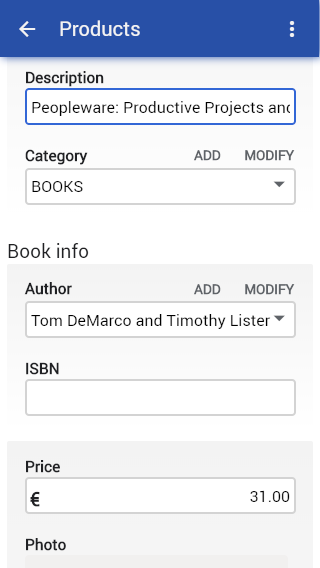 Products
Description
Peopleware: Productive Projects and
Category ADD MODIFY
BOOKS
Book info
Author ADD MODIFY
Tom DeMarco and Timothy Lister
ISBN
Price
€ 31.00
Photo